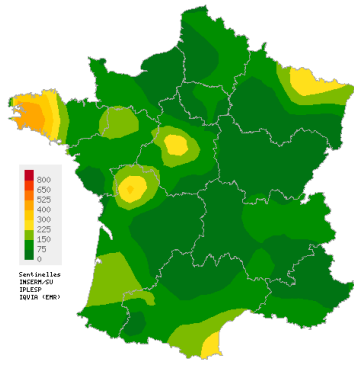 800
650
525
400
300
225
150
75
0
Sentinelles
INSERM/SU
IPLESP
IQVIA (EMR)